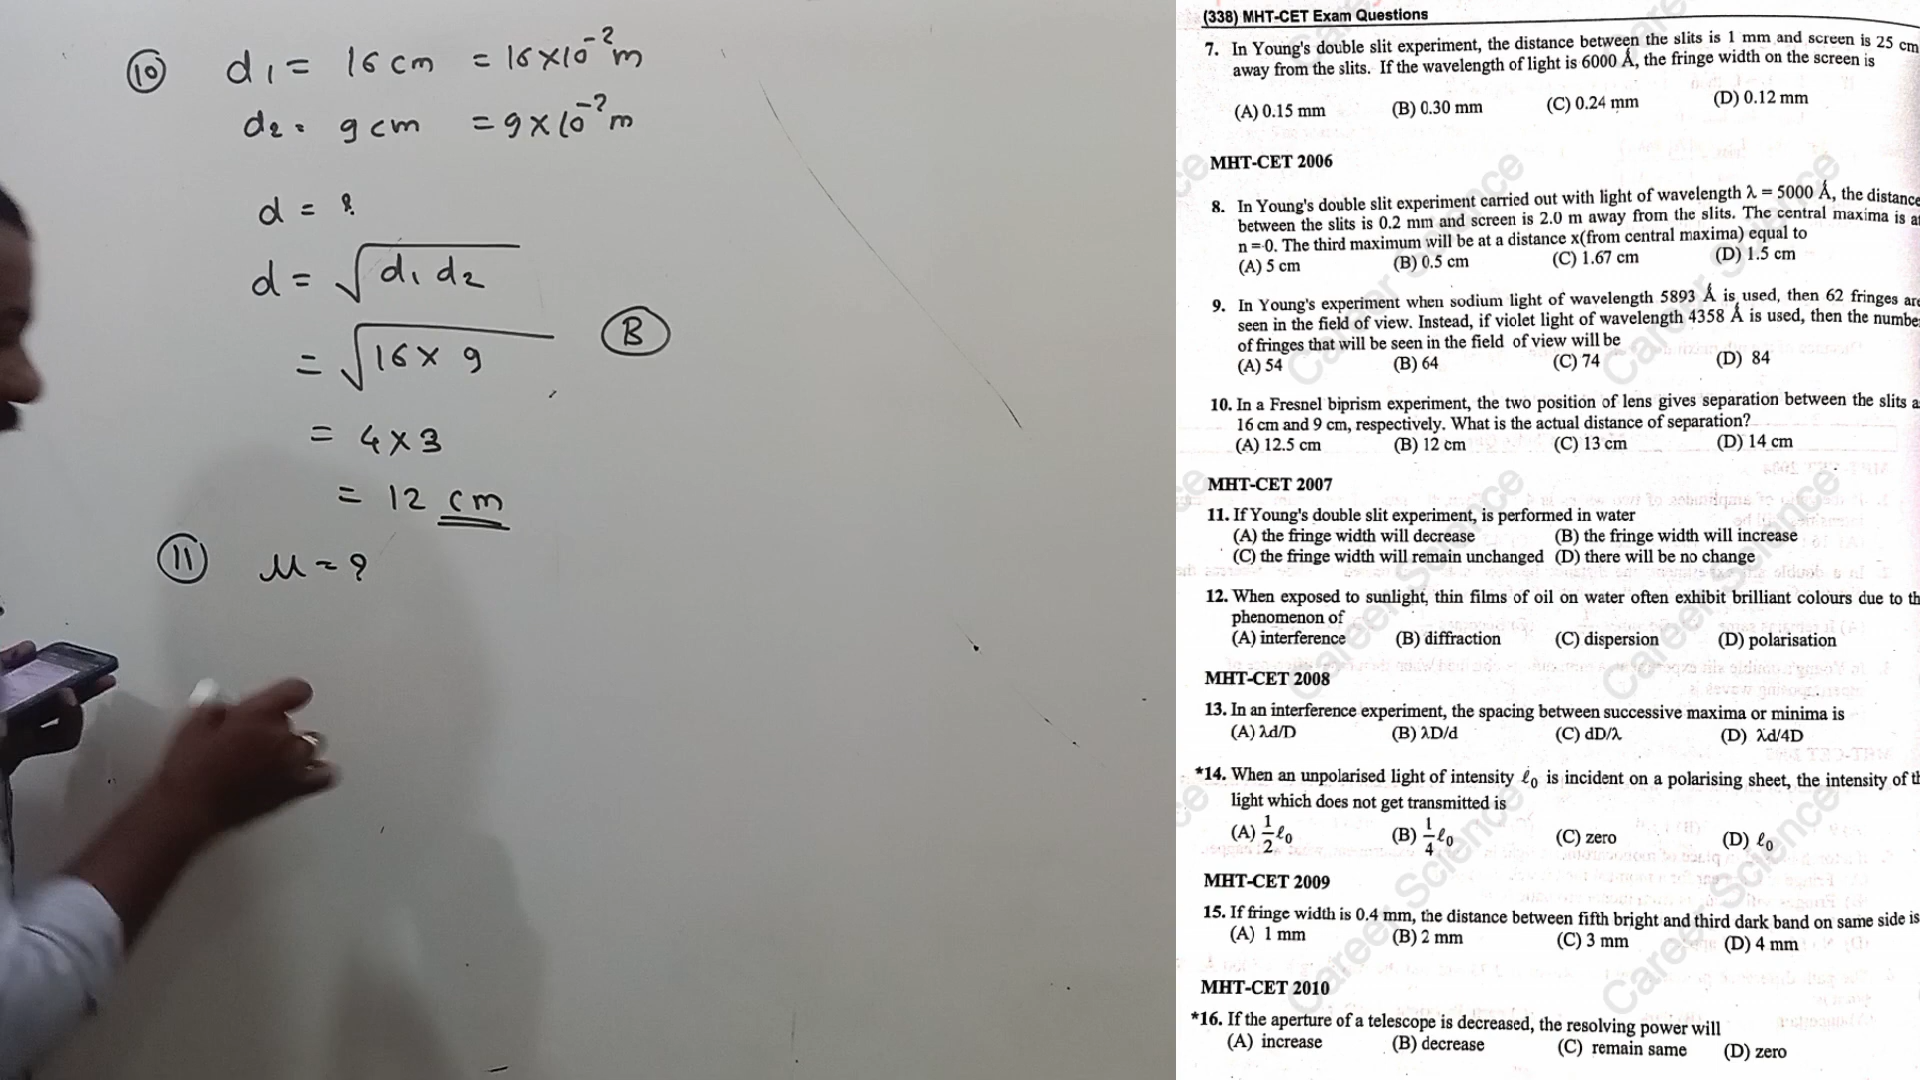 (10) d1 = 16 cm = 16×10⁻²m
d2 = 9 cm = 9×10⁻²m
d = ?
d = √d1 d2
= √16 × 9 (B)
= 4 × 3
= 12 cm
(11) μ = ?
(338) MHT-CET Exam Questions
7. In Young's double slit experiment, the distance between the slits is 1 mm and screen is 25 cm
away from the slits. If the wavelength of light is 6000 Å, the fringe width on the screen is
(A) 0.15 mm (B) 0.30 mm (C) 0.24 mm (D) 0.12 mm
MHT-CET 2006
8. In Young's double slit experiment carried out with light of wavelength λ = 5000 Å, the distance
between the slits is 0.2 mm and screen is 2.0 m away from the slits. The central maxima is at
n = 0. The third maximum will be at a distance x(from central maxima) equal to
(A) 5 cm (B) 0.5 cm (C) 1.67 cm (D) 1.5 cm
9. In Young's experiment when sodium light of wavelength 5893 Å is used, then 62 fringes are
seen in the field of view. Instead, if violet light of wavelength 4358 Å is used, then the number
of fringes that will be seen in the field of view will be
(A) 54 (B) 64 (C) 74 (D) 84
10. In a Fresnel biprism experiment, the two position of lens gives separation between the slits a
16 cm and 9 cm, respectively. What is the actual distance of separation?
(A) 12.5 cm (B) 12 cm (C) 13 cm (D) 14 cm
MHT-CET 2007
11. If Young's double slit experiment, is performed in water
(A) the fringe width will decrease (B) the fringe width will increase
(C) the fringe width will remain unchanged (D) there will be no change
12. When exposed to sunlight, thin films of oil on water often exhibit brilliant colours due to th
phenomenon of
(A) interference (B) diffraction (C) dispersion (D) polarisation
MHT-CET 2008
13. In an interference experiment, the spacing between successive maxima or minima is
(A) λd/D (B) λD/d (C) dD/λ (D) λd/4D
*14. When an unpolarised light of intensity ℓ0 is incident on a polarising sheet, the intensity of th
light which does not get transmitted is
(A) 1/2 ℓ0 (B) 1/4 ℓ0 (C) zero (D) ℓ0
MHT-CET 2009
15. If fringe width is 0.4 mm, the distance between fifth bright and third dark band on same side is
(A) 1 mm (B) 2 mm (C) 3 mm (D) 4 mm
MHT-CET 2010
*16. If the aperture of a telescope is decreased, the resolving power will
(A) increase (B) decrease (C) remain same (D) zero
Career Science